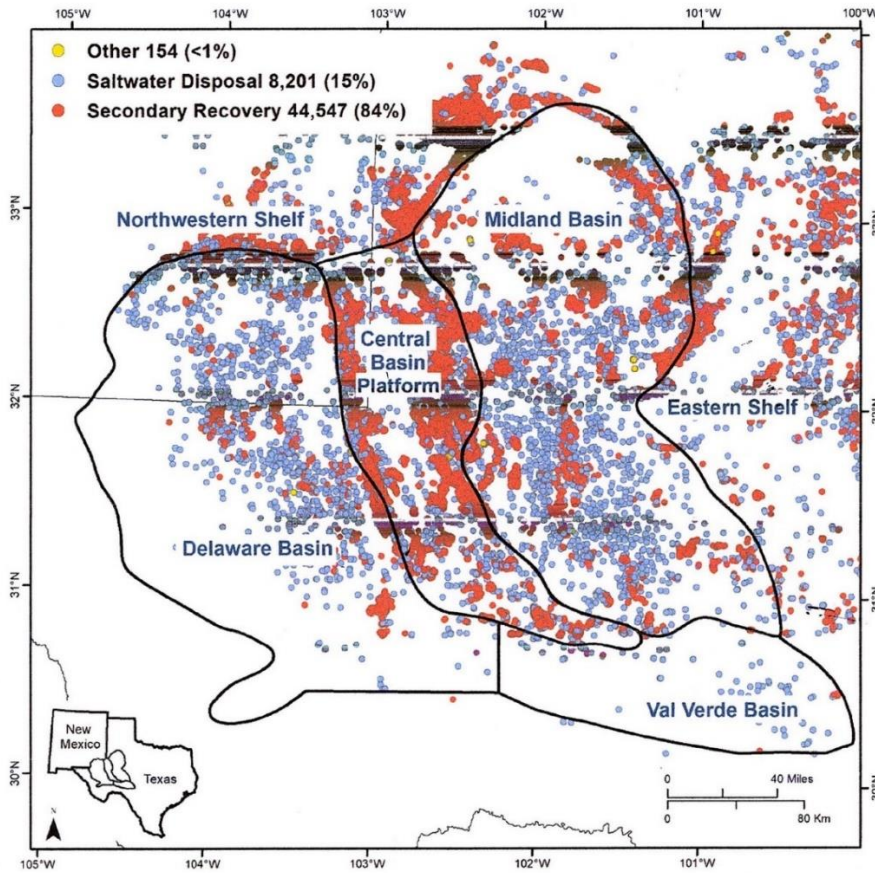 105°W
104°W
103°W
102°W
101°W
100°W
Other 154 (<1%)
Saltwater Disposal 8,201 (15%)
Secondary Recovery 44,547 (84%)
33°N
Northwestern Shelf
Midland Basin
Central
Basin
Platform
32°N
Eastern Shelf
Delaware Basin
31°N
31°N
Val Verde Basin
New
Mexico
Texas
30°N
0
40 Miles
0
80 Km
N
105°W
104°W
103°W
102°W
101°W